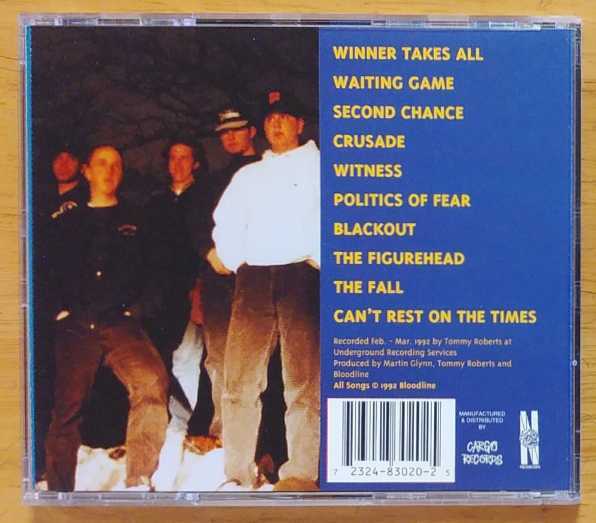 WINNER TAKES ALL
WAITING GAME
SECOND CHANCE
CRUSADE
WITNESS
POLITICS OF FEAR
BLACKOUT
THE FIGUREHEAD
THE FALL
CAN'T REST ON THE TIMES
Recorded Feb. - Mar. 1992 by Tommy Roberts at
Underground Recording Services
Produced by Martin Glynn, Tommy Roberts and
Bloodline
All Songs © 1992 Bloodline
MANUFACTURED
& DISTRIBUTED
BY
CARGO
RECORDS
N
7 72324-83020-2 5